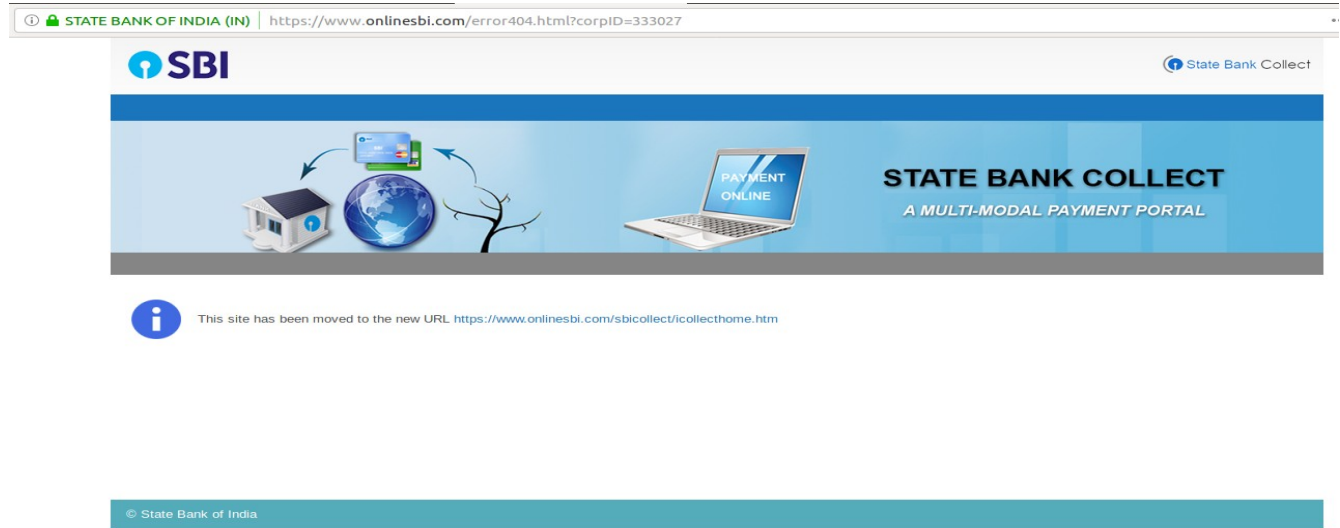 STATE BANK OF INDIA (IN) https://www.onlinesbi.com/error404.html?corpID=333027
SBI
State Bank Collect
PAYMENT
ONLINE
STATE BANK COLLECT
A MULTI-MODAL PAYMENT PORTAL
This site has been moved to the new URL https://www.onlinesbi.com/sbicollect/icollecthome.htm
© State Bank of India